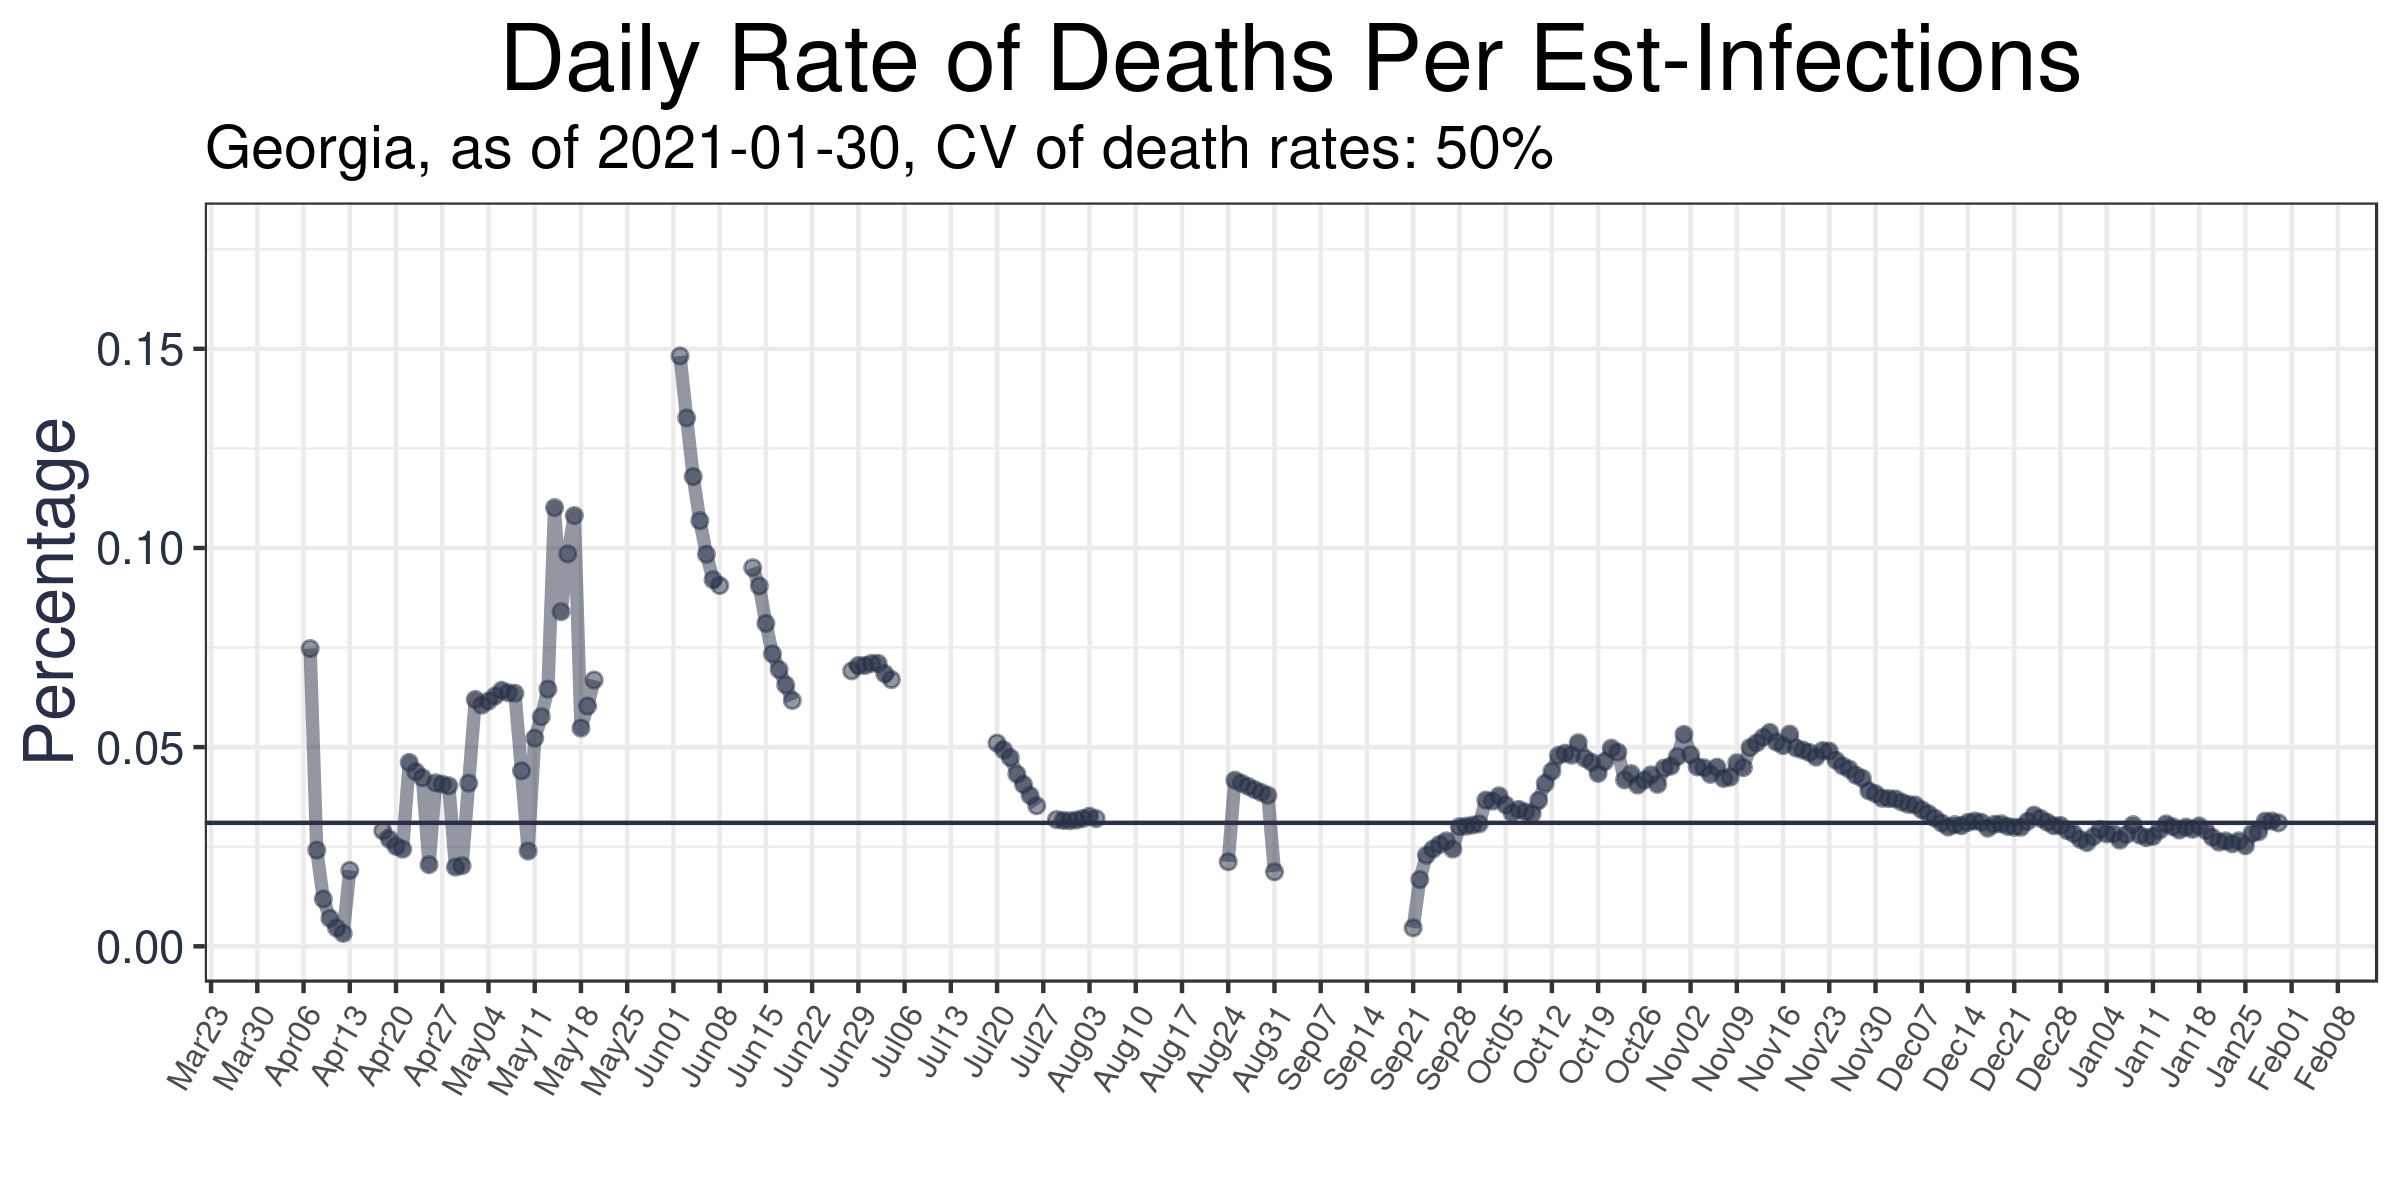 Daily Rate of Deaths Per Est-Infections
Georgia, as of 2021-01-30, CV of death rates: 50%
Percentage
0.15
0.10
0.05
0.00
Mar23
Mar30
Apr06
Apr13
Apr20
Apr27
May04
May11
May18
May25
Jun01
Jun08
Jun15
Jun22
Jun29
Jul06
Jul13
Jul20
Jul27
Aug03
Aug10
Aug17
Aug24
Aug31
Sep07
Sep14
Sep21
Sep28
Oct05
Oct12
Oct19
Oct26
Nov02
Nov09
Nov16
Nov23
Nov30
Dec07
Dec14
Dec21
Dec28
Jan04
Jan11
Jan18
Jan25
Feb01
Feb08